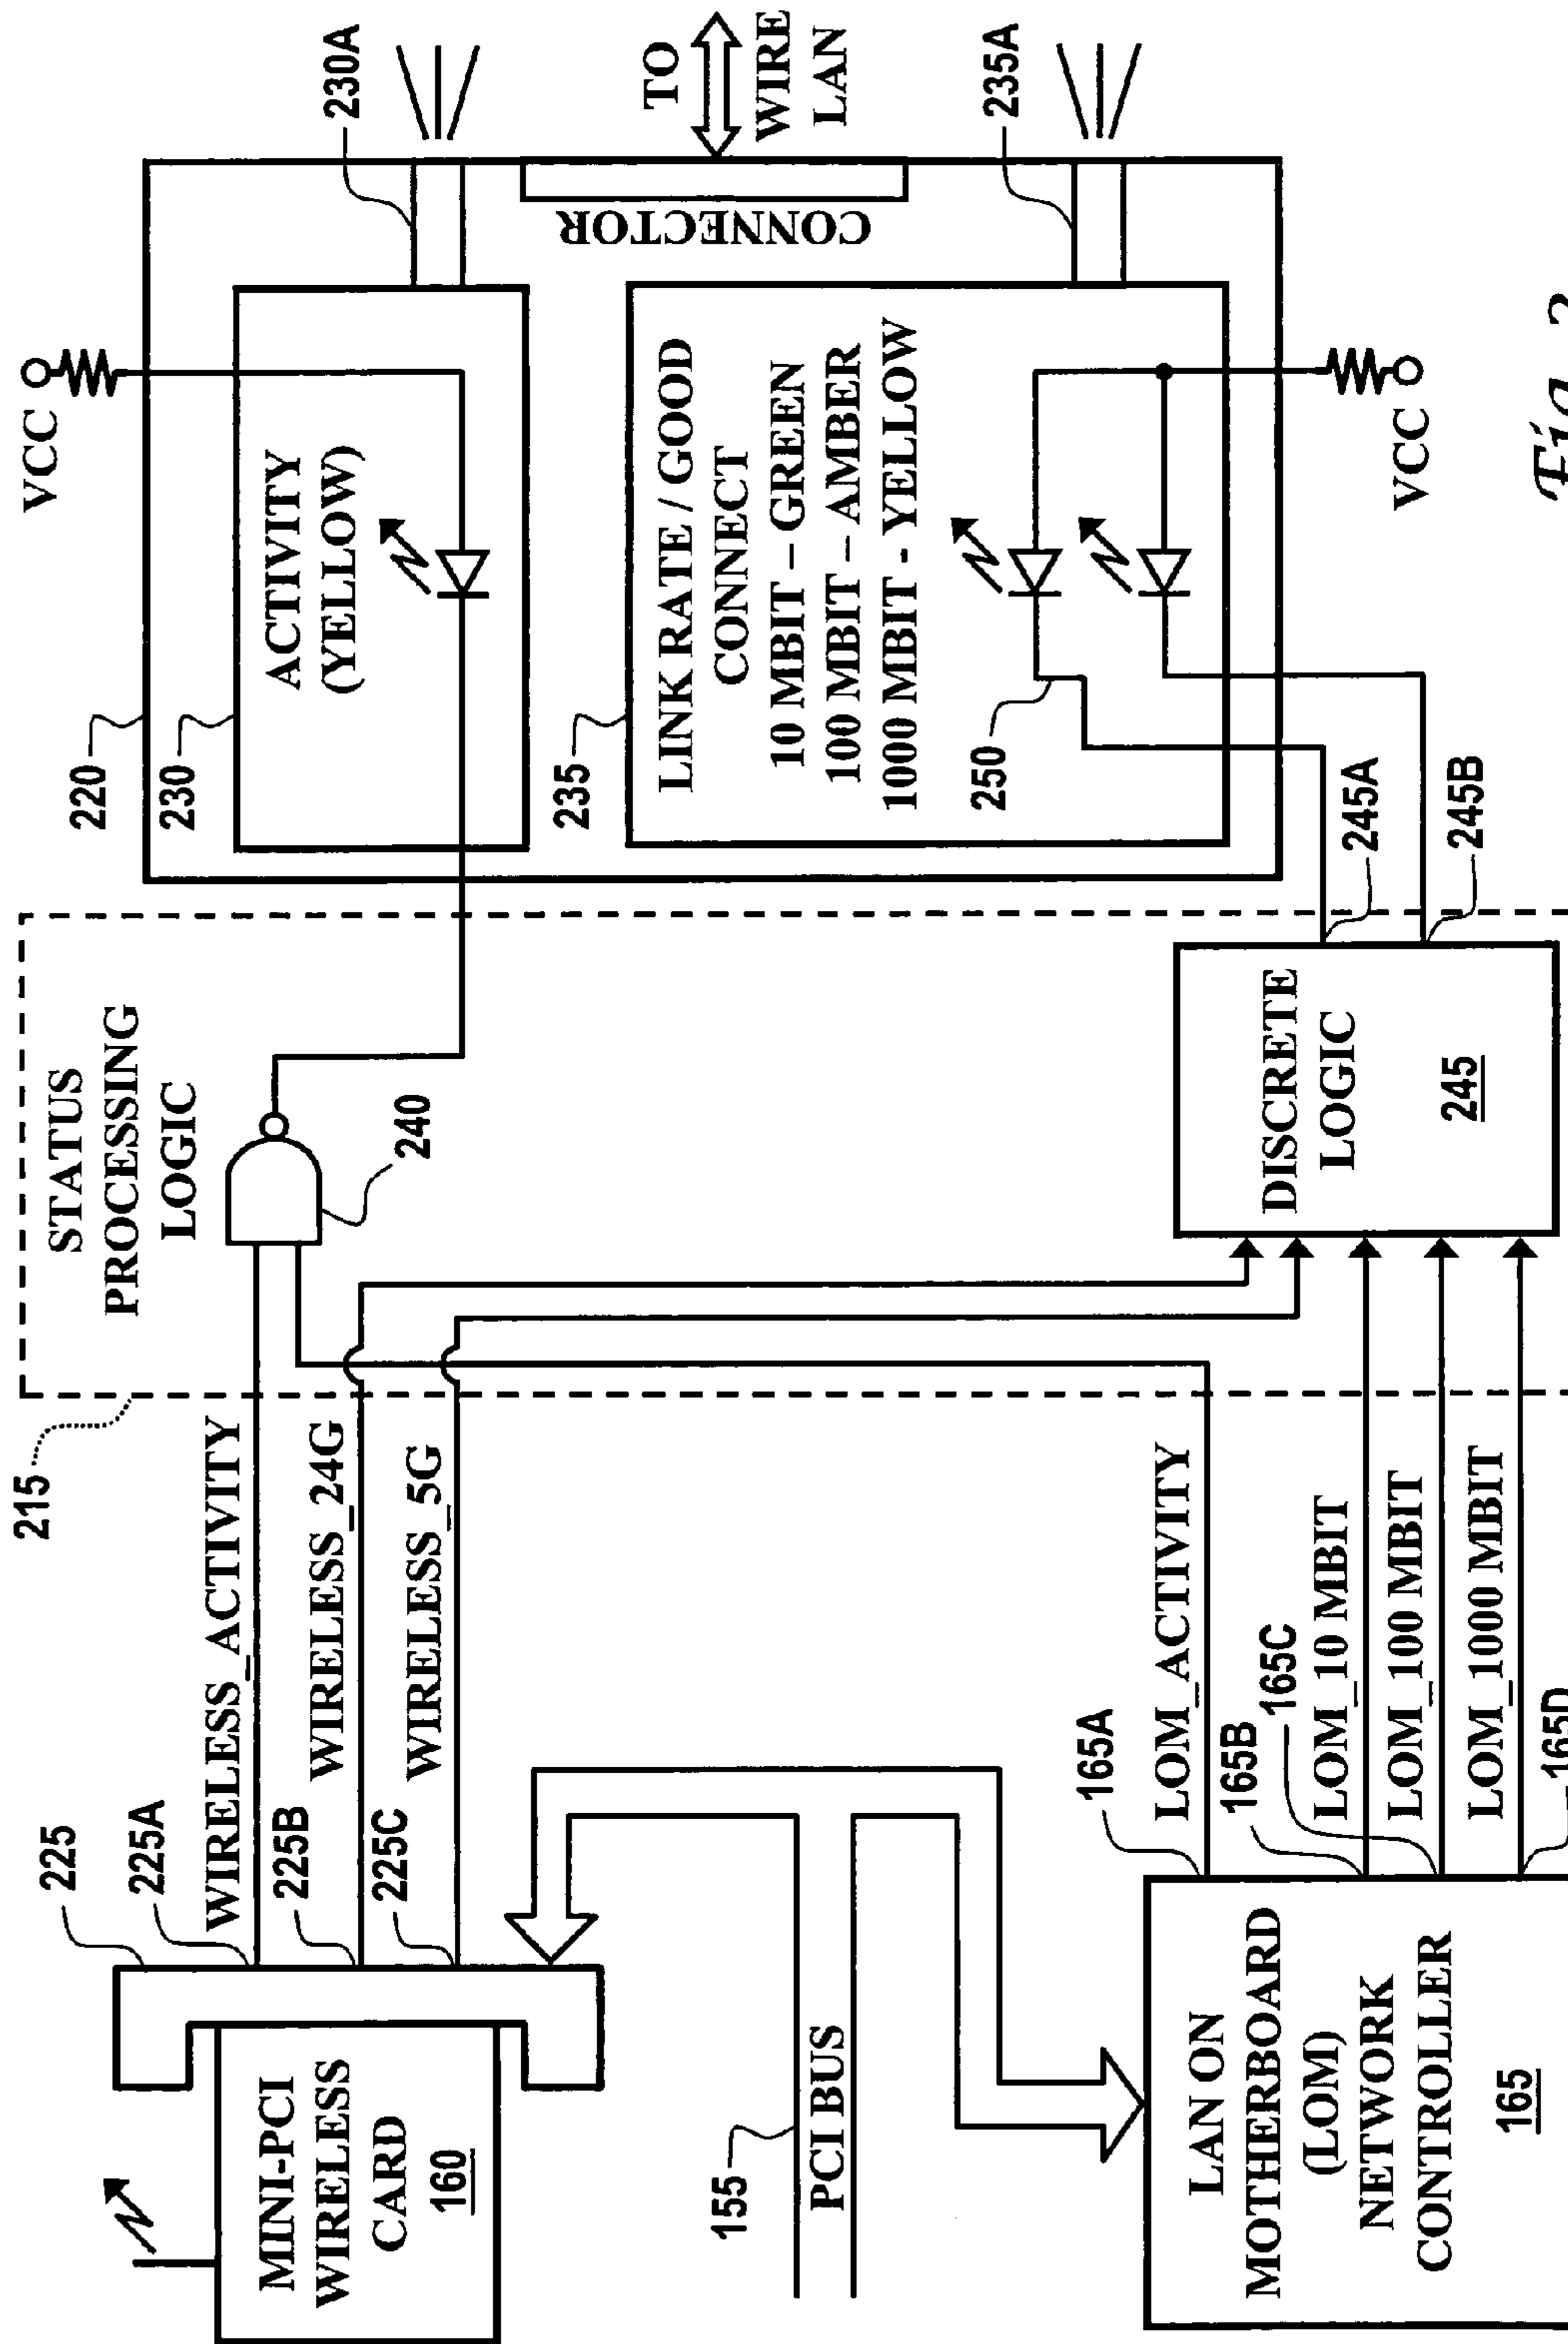 215
STATUS
PROCESSING
LOGIC
VCC
220
230
ACTIVITY
(YELLOW)
230A
225
225A
WIRELESS_ACTIVITY
225B
WIRELESS_24G
225C
WIRELESS_5G
240
MINI-PCI
WIRELESS
CARD
160
CONNECTOR
TO
WIRE
LAN
235
LINK RATE / GOOD
CONNECT
10 MBIT – GREEN
100 MBIT – AMBER
1000 MBIT - YELLOW
235A
250
155
PCI BUS
165A
LOM_ACTIVITY
165B
165C
LOM_10 MBIT
LOM_100 MBIT
LOM_1000 MBIT
165D
LAN ON
MOTHERBOARD
(LOM)
NETWORK
CONTROLLER
165
DISCRETE
LOGIC
245
245A
245B
VCC
Fig.